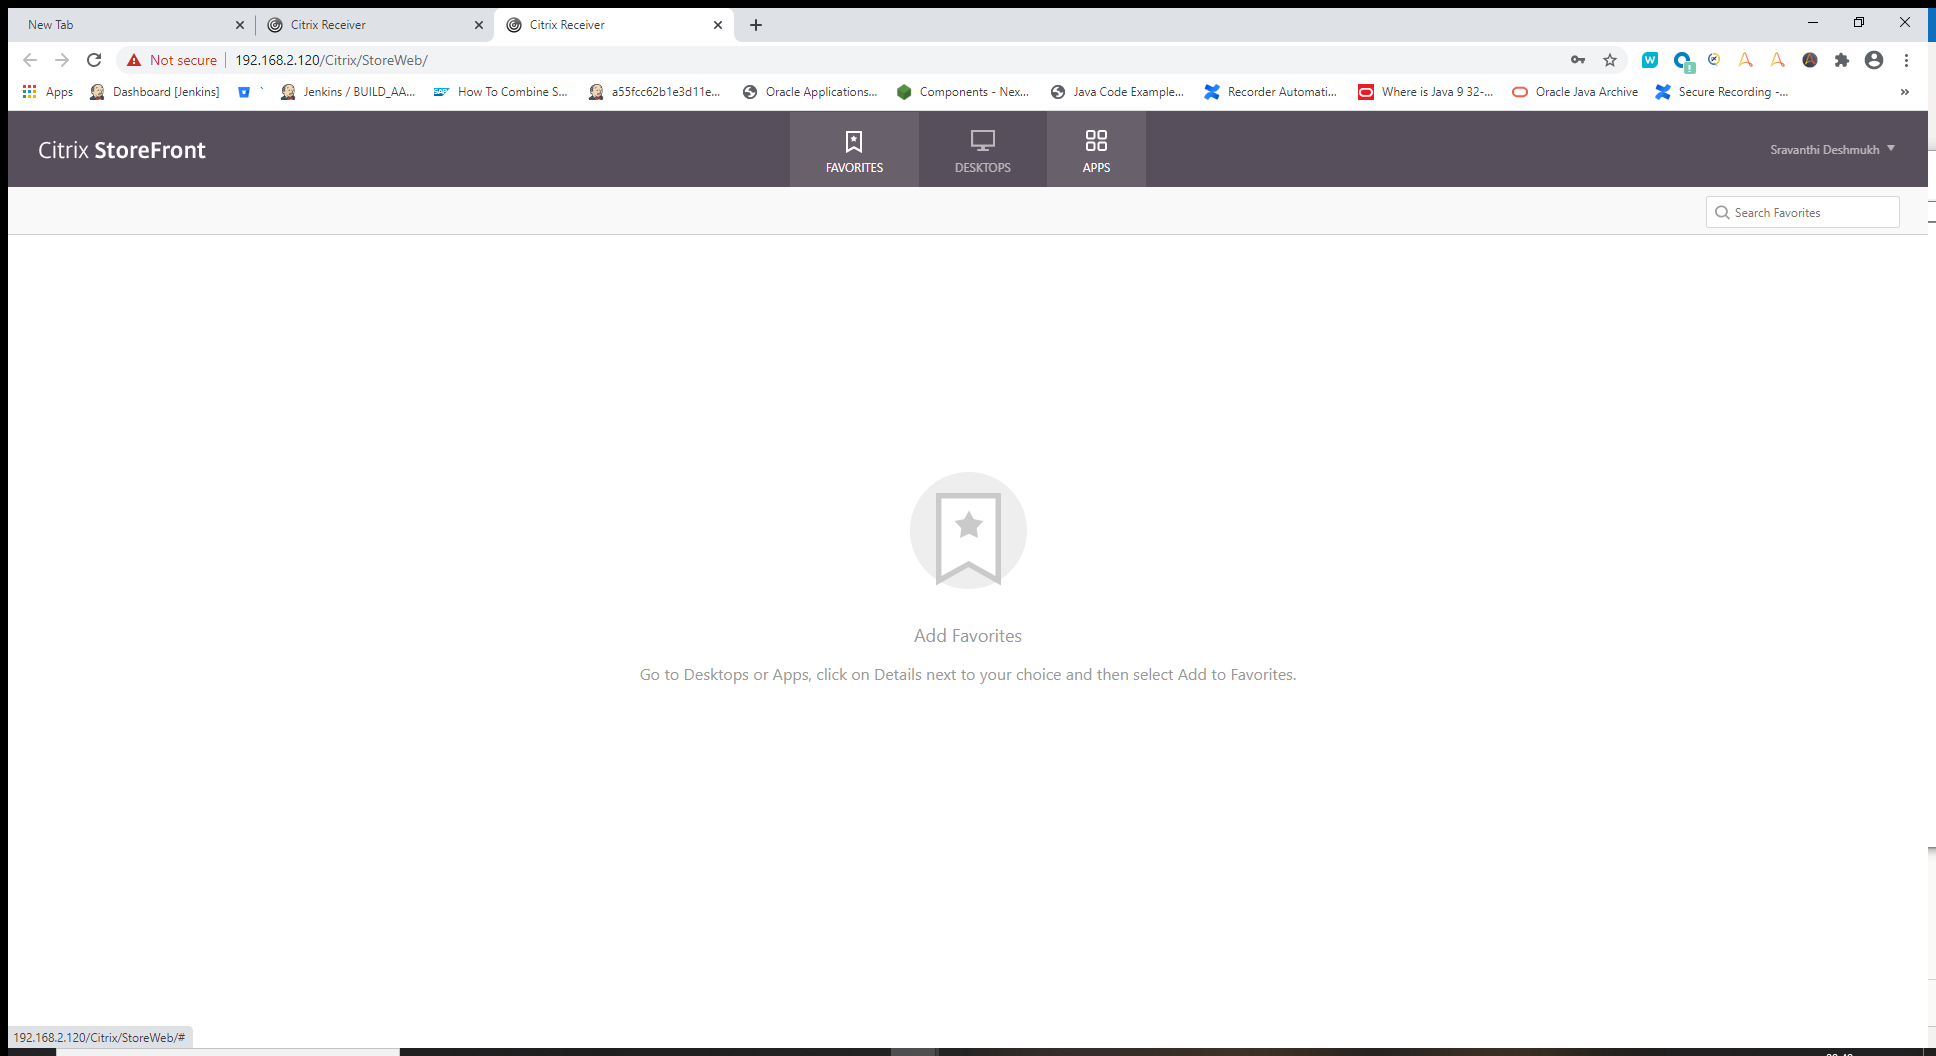 New Tab
Citrix Receiver
Citrix Receiver
Not secure
192.168.2.120/Citrix/StoreWeb/
Apps
Dashboard [Jenkins]
Jenkins / BUILD_AA...
How To Combine S...
a55fcc62b1e3d11e...
Oracle Applications...
Components - Nex...
Java Code Example...
Recorder Automati...
Where is Java 9 32-...
Oracle Java Archive
Secure Recording -...
»
Citrix StoreFront
FAVORITES
DESKTOPS
APPS
Sravanthi Deshmukh
Search Favorites
Add Favorites
Go to Desktops or Apps, click on Details next to your choice and then select Add to Favorites.
192.168.2.120/Citrix/StoreWeb/#